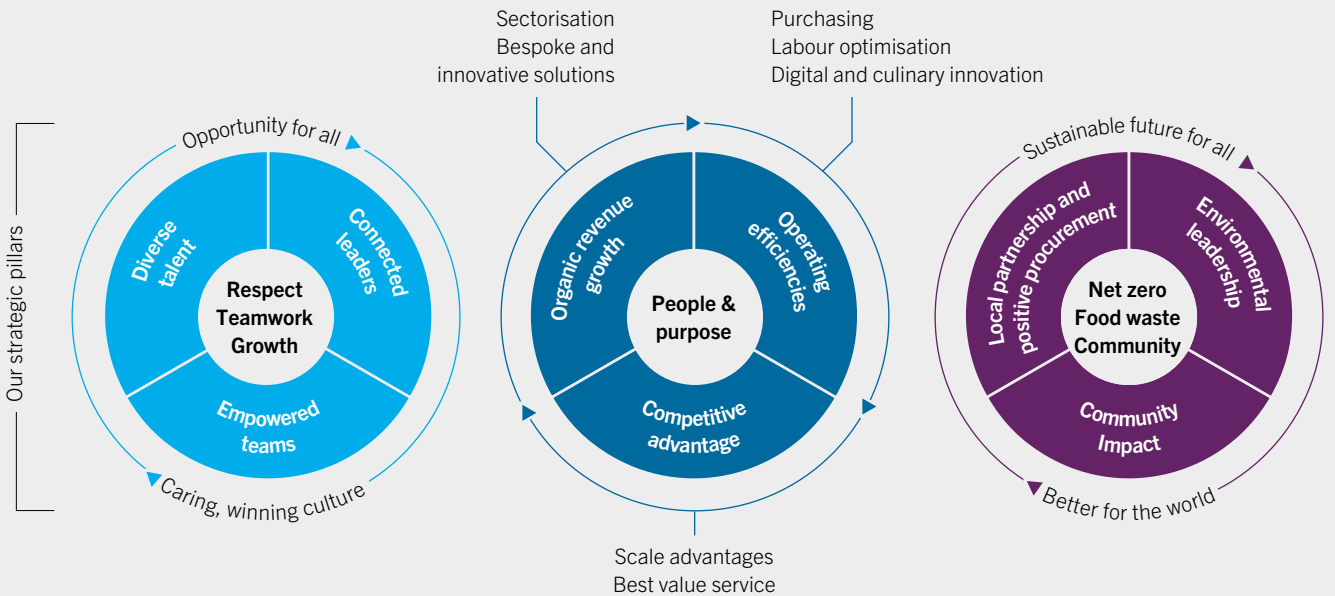 Our strategic pillars
Opportunity for all
Diverse
talent
Connected
leaders
Respect
Teamwork
Growth
Empowered
teams
Caring, winning culture
Sectorisation
Bespoke and
innovative solutions
Purchasing
Labour optimisation
Digital and culinary innovation
Organic revenue
growth
Operating
efficiencies
People &
purpose
Competitive
advantage
Scale advantages
Best value service
Sustainable future for all
Local partnership and
positive procurement
Environmental
leadership
Net zero
Food waste
Community
Community
Impact
Better for the world